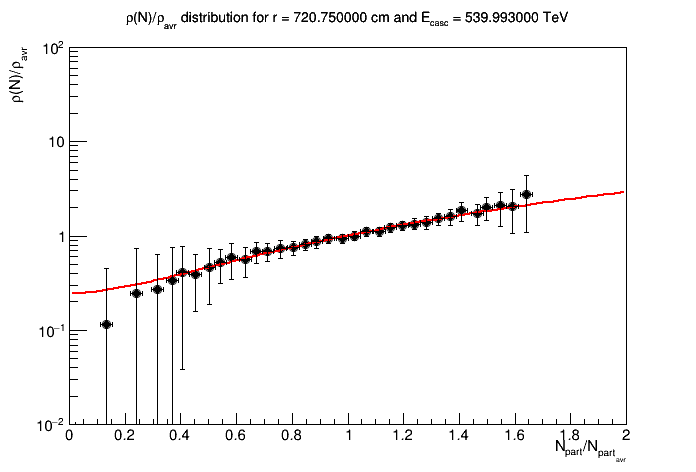 ρ(N)/ρavr distribution for r = 720.750000 cm and Ecasc = 539.993000 TeV
ρ(N)/ρavr
10²
10
1
10⁻¹
10⁻²
0 0.2 0.4 0.6 0.8 1 1.2 1.4 1.6 1.8 2
Npart/Npartavr